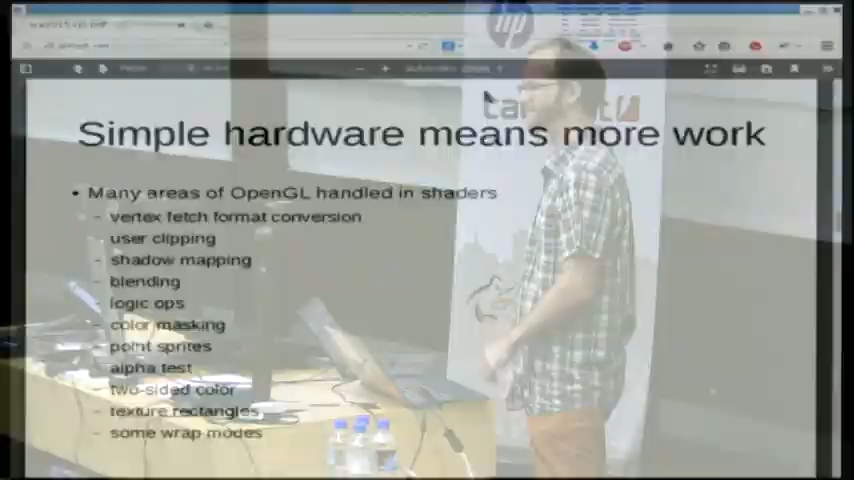 hp
Simple hardware means more work
• Many areas of OpenGL handled in shaders
- vertex fetch format conversion
- user clipping
- shadow mapping
- blending
- logic ops
- color masking
- point sprites
- alpha test
- two-sided color
- texture rectangles
- some wrap modes